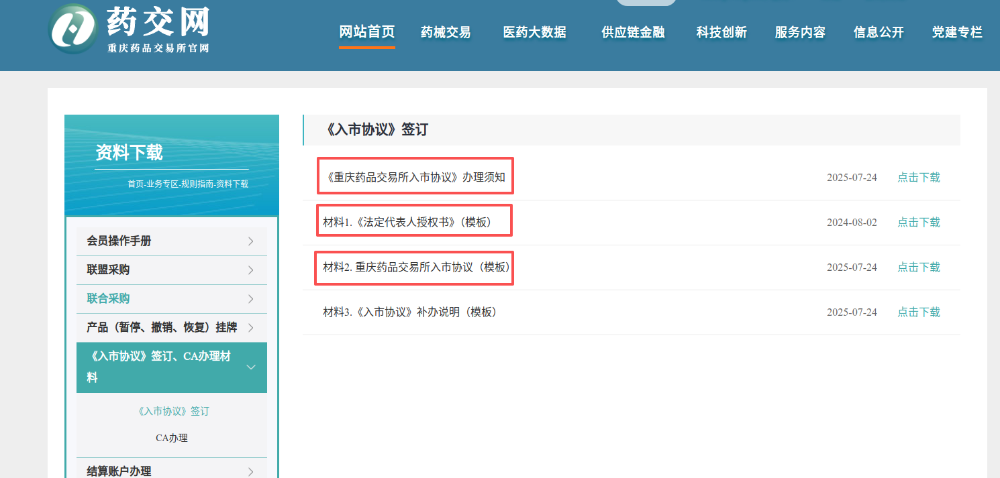 药交网
重庆药品交易所官网
网站首页 药械交易 医药大数据 供应链金融 科技创新 服务内容 信息公开 党建专栏
资料下载
首页-业务专区-规则指南-资料下载
会员操作手册
联盟采购
联合采购
产品（暂停、撤销、恢复）挂牌
《入市协议》签订、CA办理材
料
《入市协议》签订
CA办理
结算账户办理
《入市协议》签订
《重庆药品交易所入市协议》办理须知 2025-07-24 点击下载
材料1.《法定代表人授权书》（模板） 2024-08-02 点击下载
材料2. 重庆药品交易所入市协议（模板） 2025-07-24 点击下载
材料3.《入市协议》补办说明（模板） 2025-07-24 点击下载